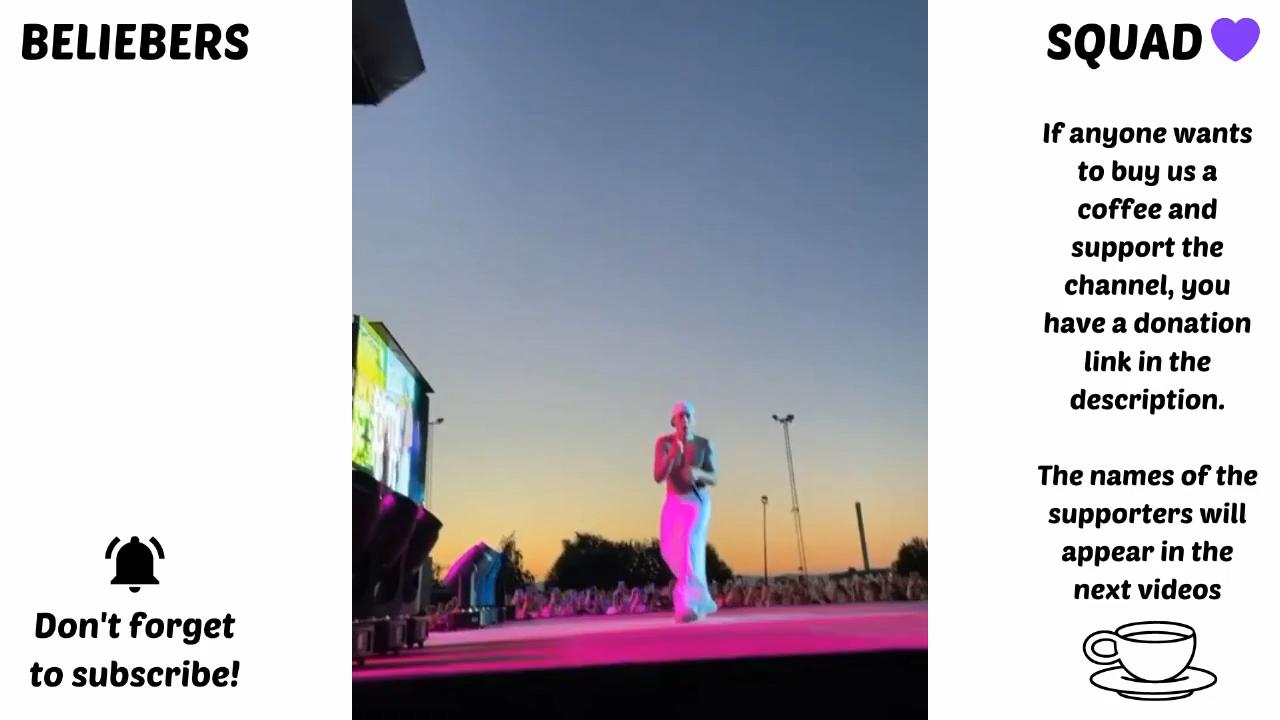 BELIEBERS
SQUAD
If anyone wants
to buy us a
coffee and
support the
channel, you
have a donation
link in the
description.
The names of the
supporters will
appear in the
next videos
Don't forget
to subscribe!